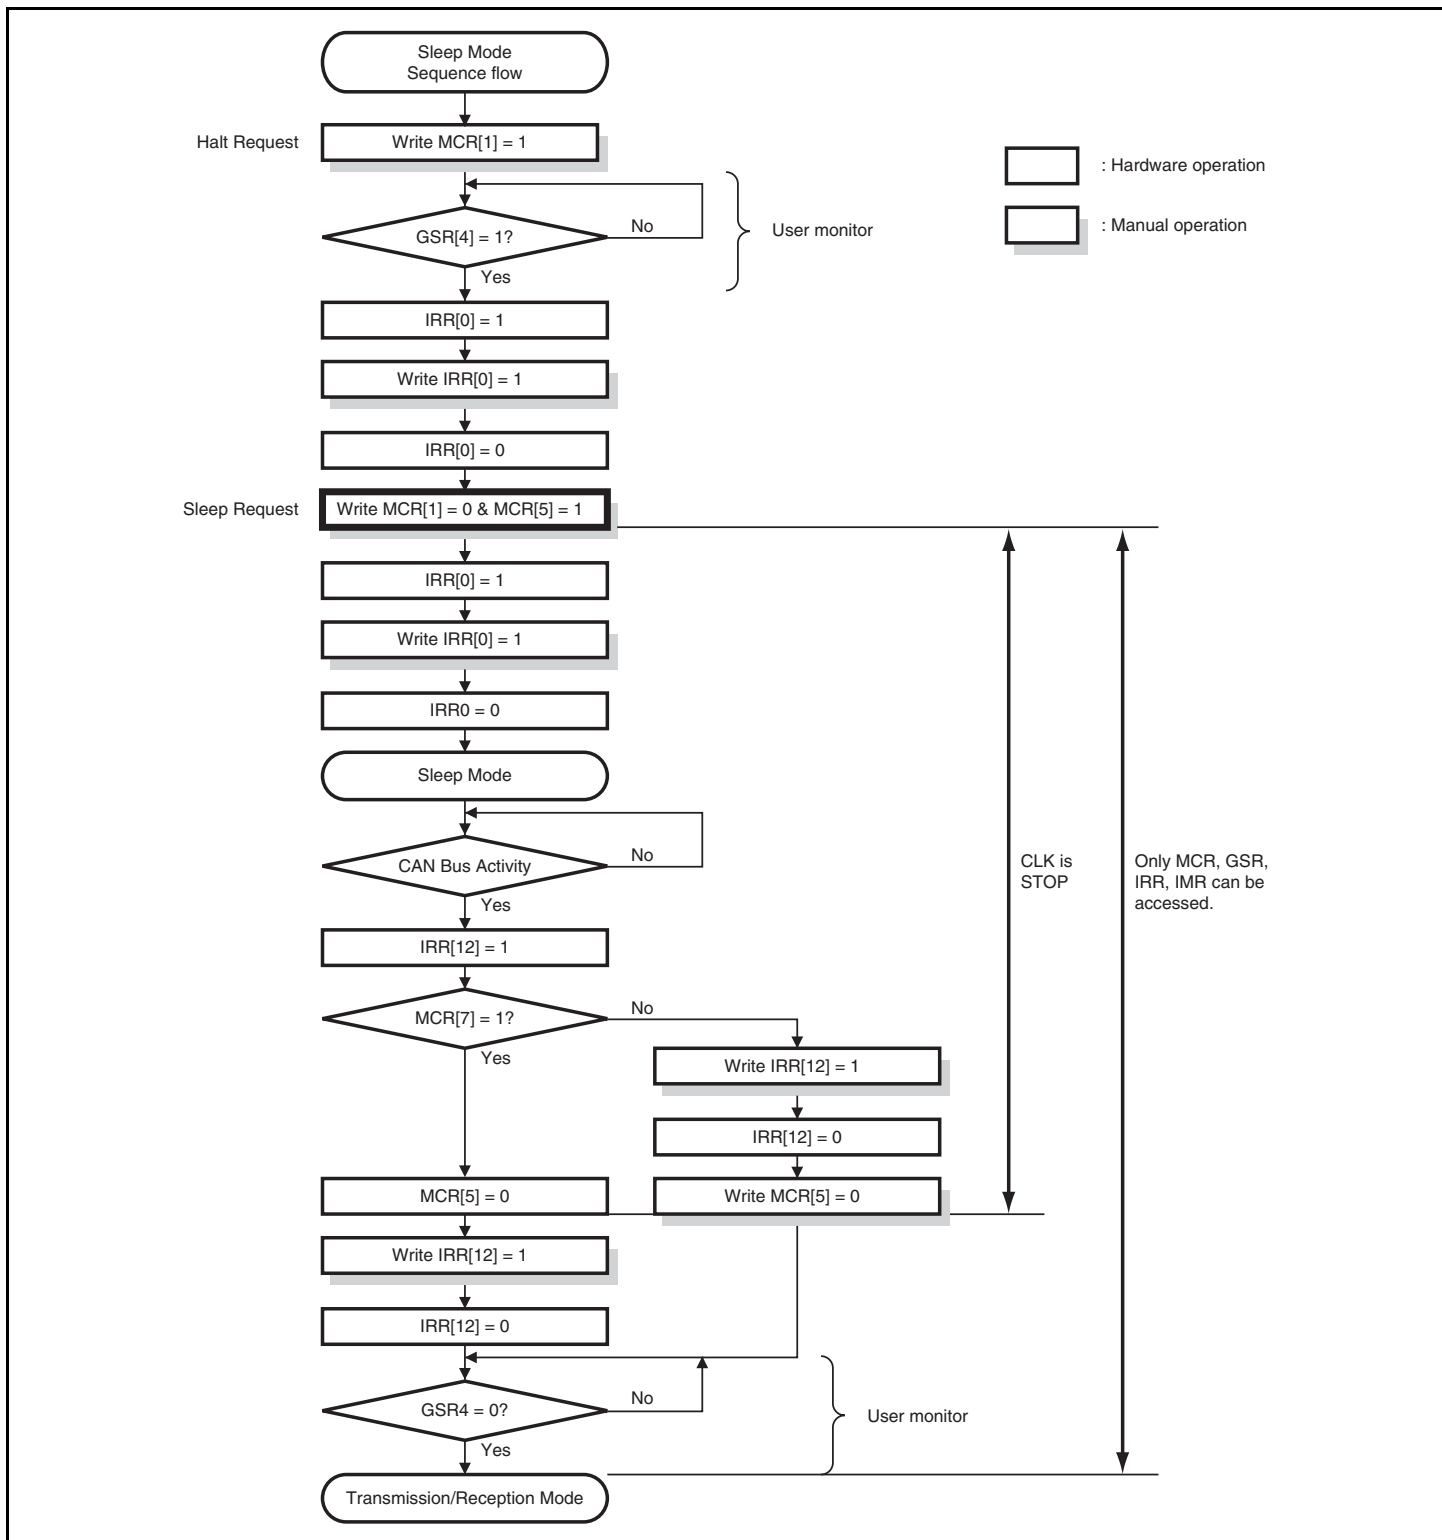 Sleep Mode
Sequence flow
Halt Request
Write MCR[1] = 1
: Hardware operation
: Manual operation
GSR[4] = 1?
No
User monitor
Yes
IRR[0] = 1
Write IRR[0] = 1
IRR[0] = 0
Sleep Request
Write MCR[1] = 0 & MCR[5] = 1
IRR[0] = 1
Write IRR[0] = 1
IRR0 = 0
Sleep Mode
CAN Bus Activity
No
Yes
CLK is
STOP
Only MCR, GSR,
IRR, IMR can be
accessed.
IRR[12] = 1
MCR[7] = 1?
No
Yes
Write IRR[12] = 1
IRR[12] = 0
MCR[5] = 0
Write MCR[5] = 0
Write IRR[12] = 1
IRR[12] = 0
GSR4 = 0?
No
User monitor
Yes
Transmission/Reception Mode